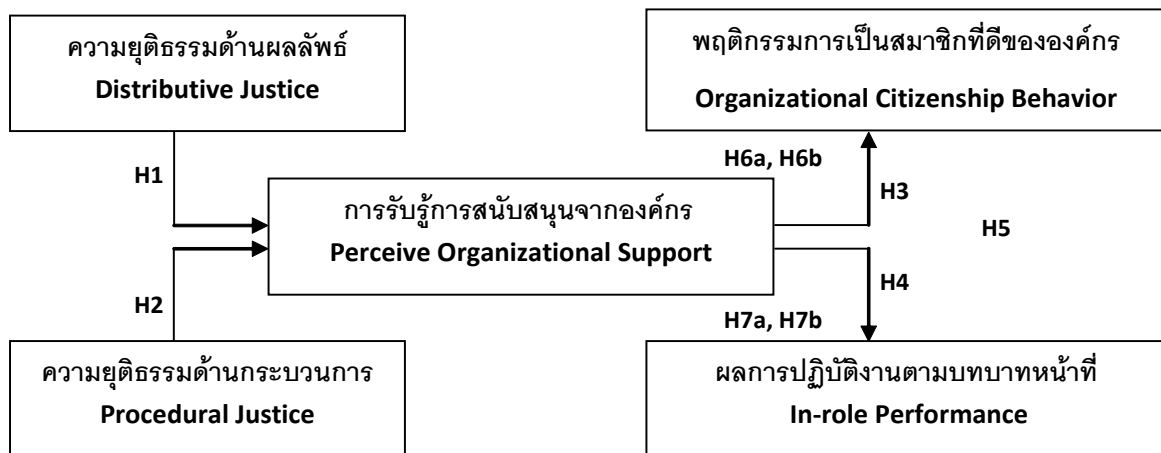 ความยุติธรรมด้านผลลัพธ์
Distributive Justice
พฤติกรรมการเป็นสมาชิกที่ดีขององค์กร
Organizational Citizenship Behavior
H1
H6a, H6b
H3
การรับรู้การสนับสนุนจากองค์กร
Perceive Organizational Support
H5
H2
H4
H7a, H7b
ความยุติธรรมด้านกระบวนการ
Procedural Justice
ผลการปฏิบัติงานตามบทบาทหน้าที่
In-role Performance